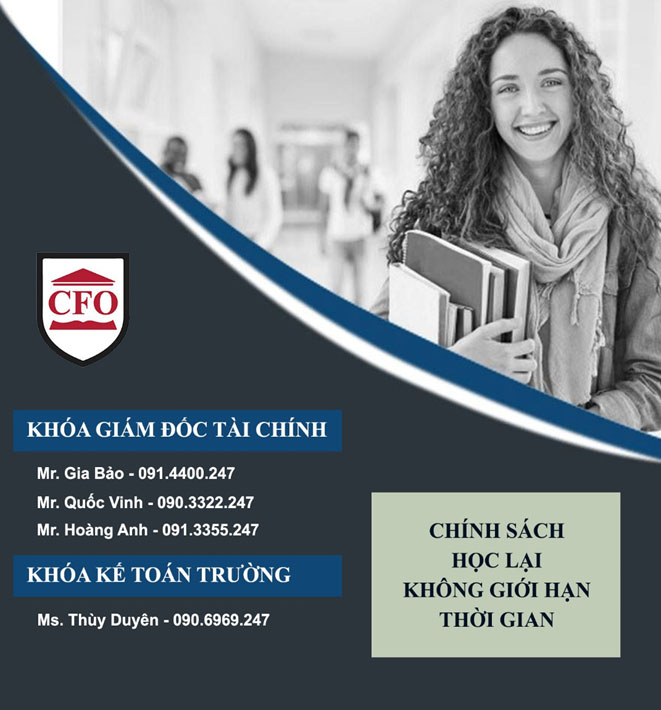 CFO
KHÓA GIÁM ĐỐC TÀI CHÍNH
Mr. Gia Bảo - 091.4400.247
Mr. Quốc Vinh - 090.3322.247
Mr. Hoàng Anh - 091.3355.247
KHÓA KẾ TOÁN TRƯỜNG
Ms. Thùy Duyên - 090.6969.247
CHÍNH SÁCH
HỌC LẠI
KHÔNG GIỚI HẠN
THỜI GIAN